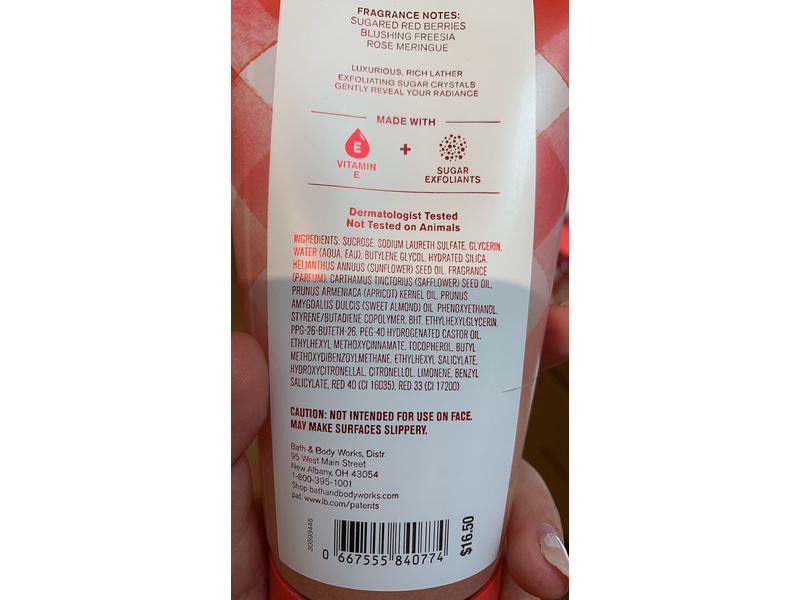 FRAGRANCE NOTES:
SUGARED RED BERRIES
BLUSHING FREESIA
ROSE MERINGUE
LUXURIOUS, RICH LATHER
EXFOLIATING SUGAR CRYSTALS
GENTLY REVEAL YOUR RADIANCE
MADE WITH
E
+
VITAMIN
E
SUGAR
EXFOLIANTS
Dermatologist Tested
Not Tested on Animals
INGREDIENTS: SUCROSE, SODIUM LAURETH SULFATE, GLYCERIN,
WATER (AQUA, EAU), BUTYLENE GLYCOL, HYDRATED SILICA,
HELIANTHUS ANNUUS (SUNFLOWER) SEED OIL, FRAGRANCE
(PARFUM), CARTHAMUS TINCTORIUS (SAFFLOWER) SEED OIL,
PRUNUS ARMENIACA (APRICOT) KERNEL OIL, PRUNUS
AMYGDALUS DULCIS (SWEET ALMOND) OIL, PHENOXYETHANOL,
STYRENE/BUTADIENE COPOLYMER, BHT, ETHYLHEXYLGLYCERIN,
PPG-26-BUTETH-26, PEG-40 HYDROGENATED CASTOR OIL,
ETHYLHEXYL METHOXYCINNAMATE, TOCOPHEROL, BUTYL
METHOXYDIBENZOYLMETHANE, ETHYLHEXYL SALICYLATE,
HYDROXYCITRONELLAL, CITRONELLOL, LIMONENE, BENZYL
SALICYLATE, RED 40 (CI 16035), RED 33 (CI 17200)
CAUTION: NOT INTENDED FOR USE ON FACE.
MAY MAKE SURFACES SLIPPERY.
Bath & Body Works, Distr.
95 West Main Street
New Albany, OH 43054
1-800-395-1001
Shop bathandbodyworks.com
pat. www.lb.com/patents
30593445
0 667555 840774
$16.50